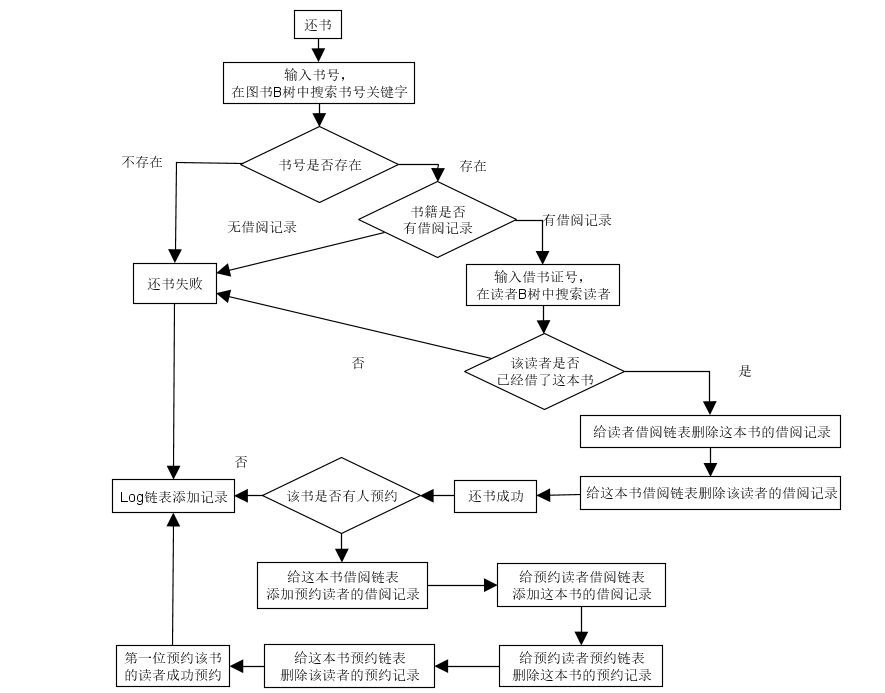 还书
输入书号，
在图书B树中搜索书号关键字
书号是否存在
不存在
存在
书籍是否
有借阅记录
无借阅记录
有借阅记录
输入借书证号，
在读者B树中搜索读者
还书失败
该读者是否
已经借了这本书
否
是
给读者借阅链表删除这本书的借阅记录
给这本书借阅链表删除该读者的借阅记录
还书成功
该书是否有人预约
否
Log链表添加记录
给这本书借阅链表
添加预约读者的借阅记录
给预约读者借阅链表
添加这本书的借阅记录
给预约读者预约链表
删除这本书的预约记录
给这本书预约链表
删除该读者的预约记录
第一位预约该书
的读者成功预约